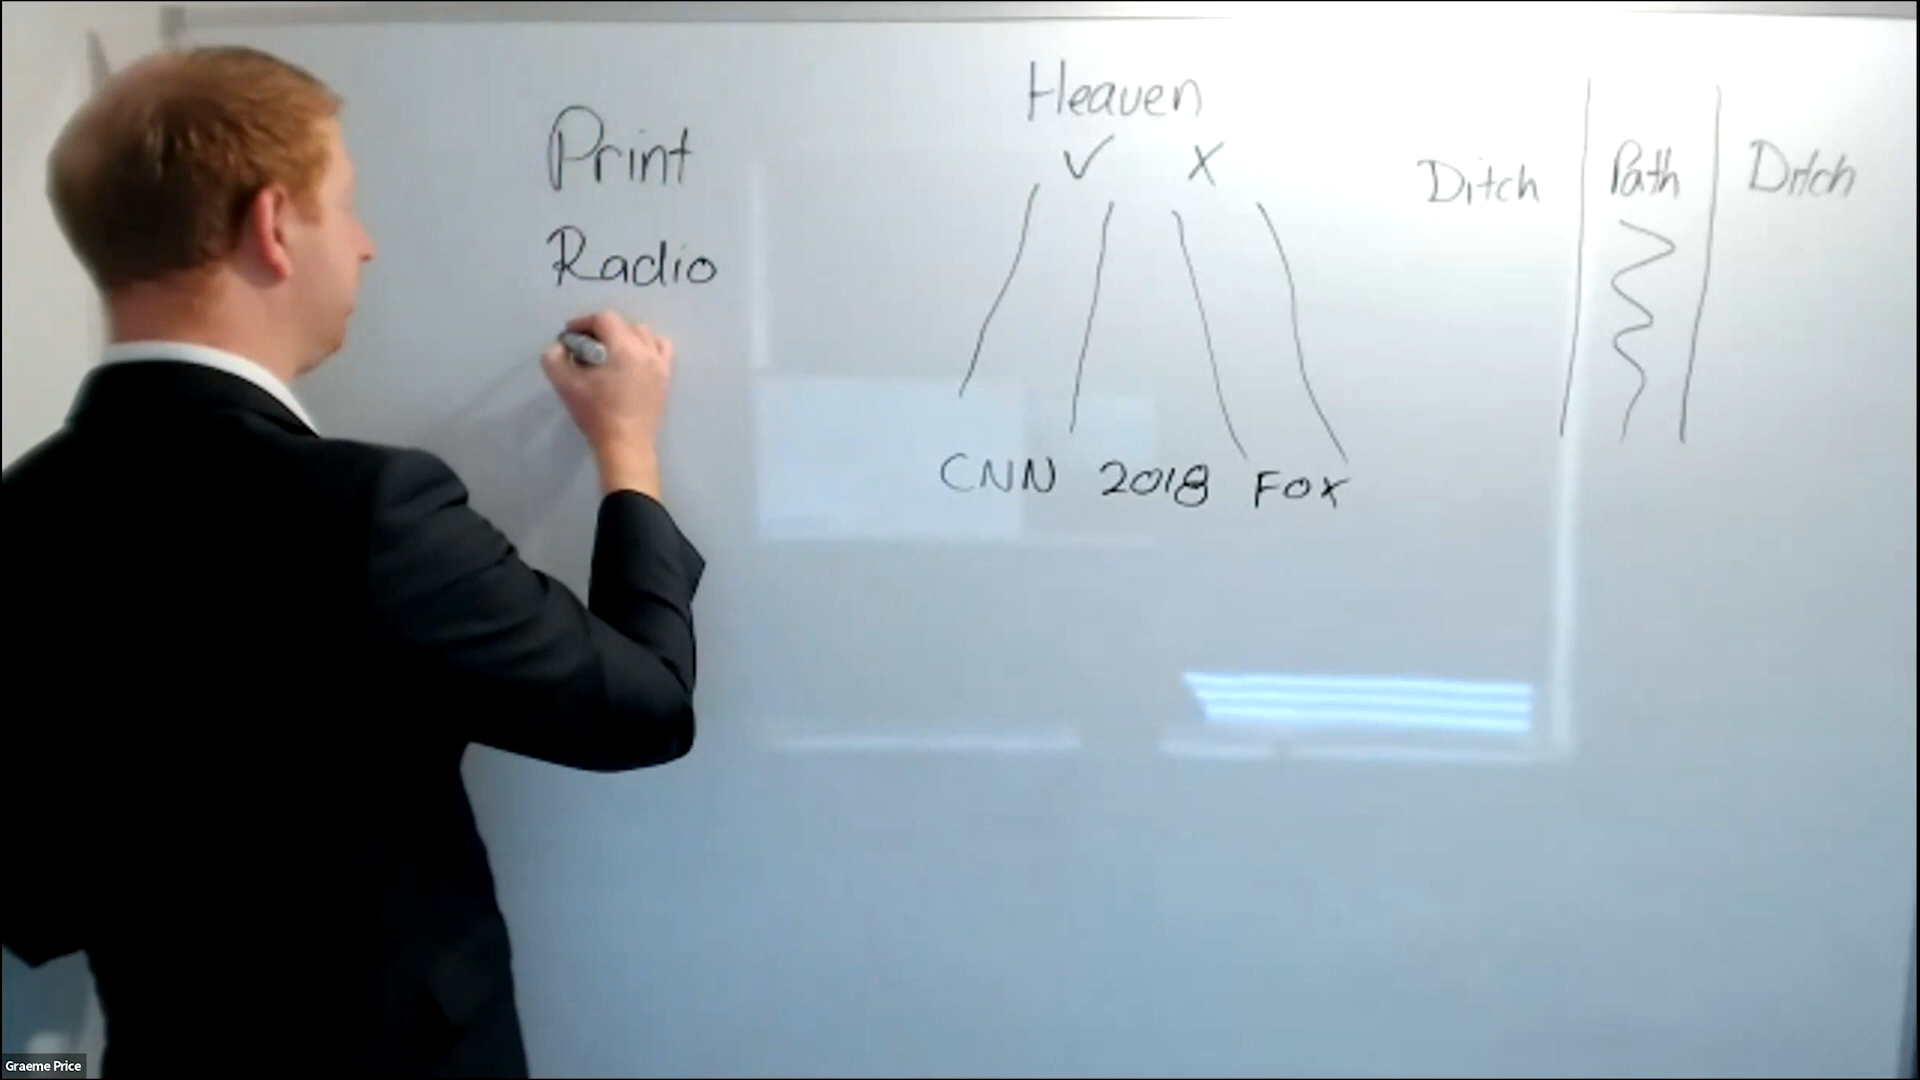 Print
Radio
Heaven
✓ X
CNN 2018 FOX
Ditch Path Ditch
Graeme Price